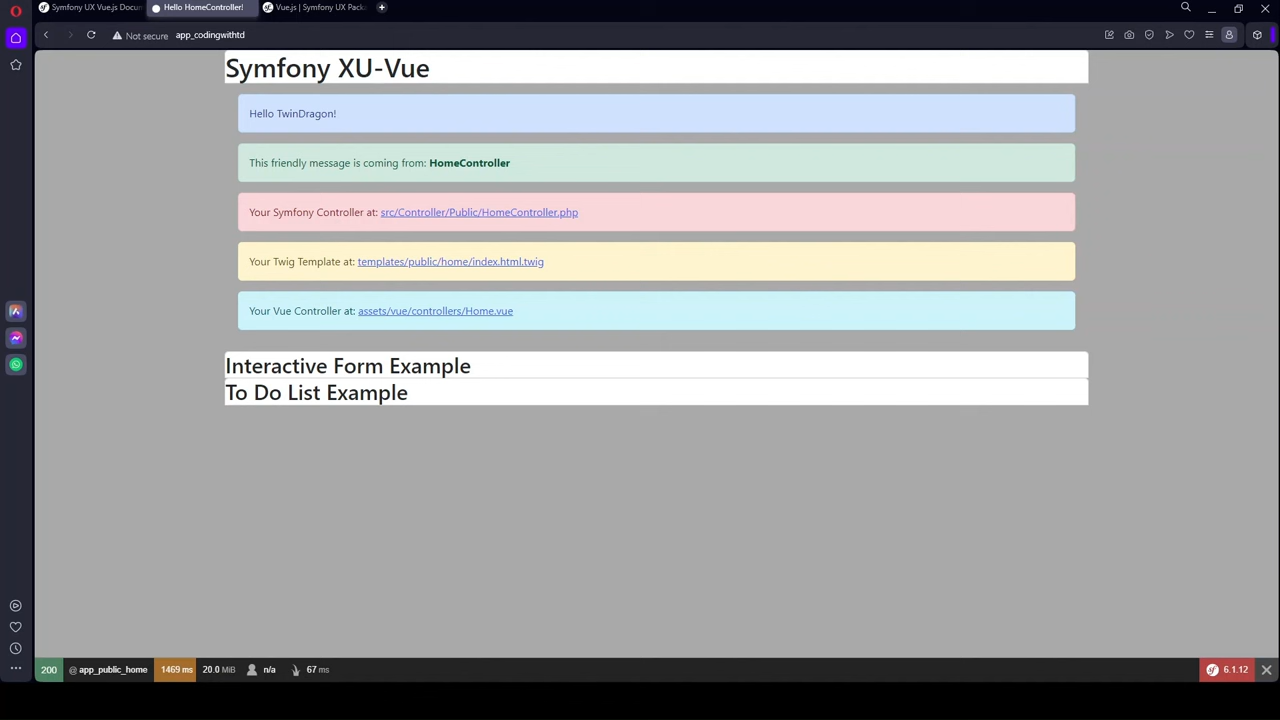 Symfony UX Vue.js Docum
Hello HomeController!
Vue.js | Symfony UX Pack
Not secure
app_codingwithtd
Symfony XU-Vue
Hello TwinDragon!
This friendly message is coming from: HomeController
Your Symfony Controller at: src/Controller/Public/HomeController.php
Your Twig Template at: templates/public/home/index.html.twig
Your Vue Controller at: assets/vue/controllers/Home.vue
Interactive Form Example
To Do List Example
200 @ app_public_home 1469 ms 20.0 MiB n/a 67 ms sf 6.1.12